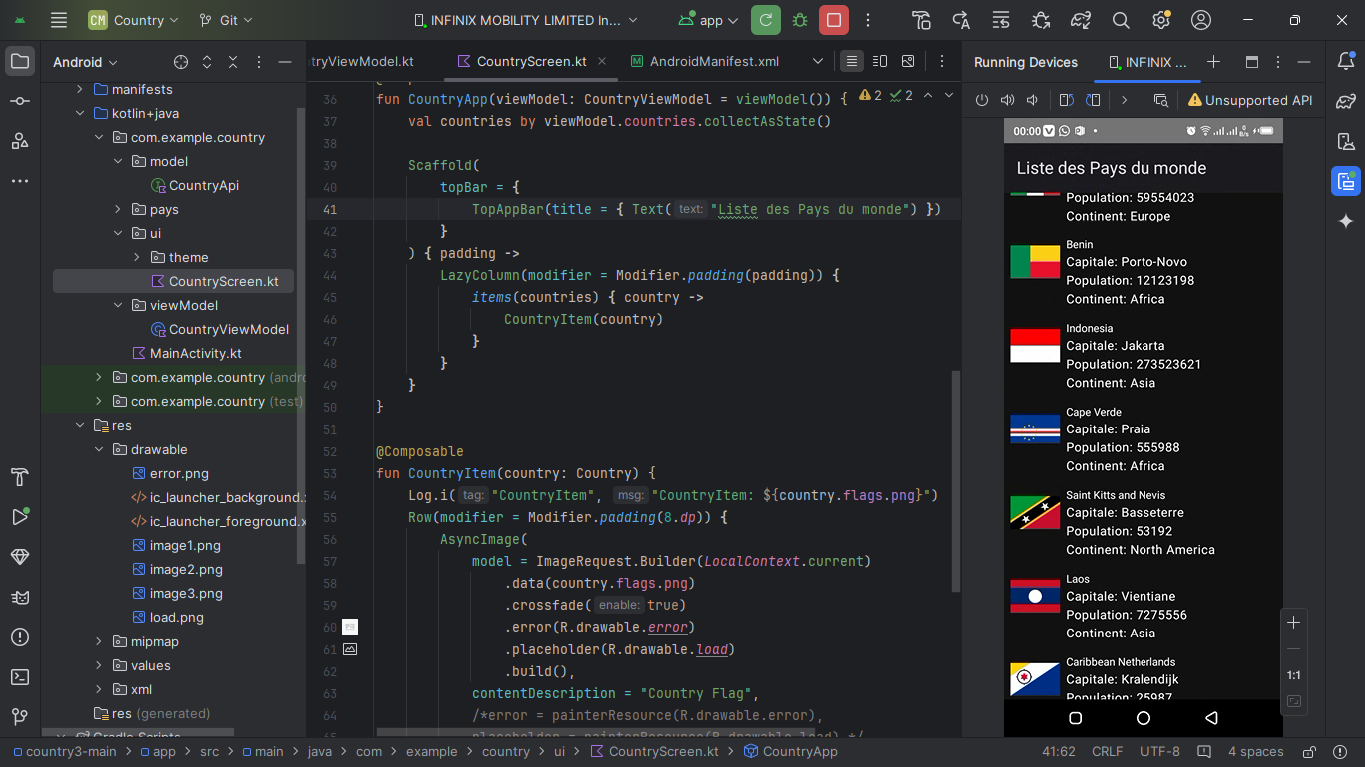 CM Country Git INFINIX MOBILITY LIMITED In... app
Android
manifests
kotlin+java
com.example.country
model
CountryApi
pays
ui
theme
CountryScreen.kt
viewModel
CountryViewModel
MainActivity.kt
com.example.country (andro
com.example.country (test)
res
drawable
error.png
ic_launcher_background.x
ic_launcher_foreground.x
image1.png
image2.png
image3.png
load.png
mipmap
values
xml
res (generated)
Gradle Scripts
tryViewModel.kt CountryScreen.kt AndroidManifest.xml
2 2
36 fun CountryApp(viewModel: CountryViewModel = viewModel()) {
37 val countries by viewModel.countries.collectAsState()
38
39 Scaffold(
40 topBar = {
41 TopAppBar(title = { Text( text: "Liste des Pays du monde") })
42 }
43 ) { padding ->
44 LazyColumn(modifier = Modifier.padding(padding)) {
45 items(countries) { country ->
46 CountryItem(country)
47 }
48 }
49 }
50 }
51
52 @Composable
53 fun CountryItem(country: Country) {
54 Log.i( tag: "CountryItem", msg: "CountryItem: ${country.flags.png}")
55 Row(modifier = Modifier.padding(8.dp)) {
56 AsyncImage(
57 model = ImageRequest.Builder(LocalContext.current)
58 .data(country.flags.png)
59 .crossfade( enable: true)
60 .error(R.drawable.error)
61 .placeholder(R.drawable.load)
62 .build(),
63 contentDescription = "Country Flag",
64 /*error = painterResource(R.drawable.error),
65 placeholder = painterResource(R.drawable.load),*/
Running Devices INFINIX ...
Unsupported API
00:00
Liste des Pays du monde
Population: 59554023
Continent: Europe
Benin
Capitale: Porto-Novo
Population: 12123198
Continent: Africa
Indonesia
Capitale: Jakarta
Population: 273523621
Continent: Asia
Cape Verde
Capitale: Praia
Population: 555988
Continent: Africa
Saint Kitts and Nevis
Capitale: Basseterre
Population: 53192
Continent: North America
Laos
Capitale: Vientiane
Population: 7275556
Continent: Asia
Caribbean Netherlands
Capitale: Kralendijk
Population: 25987
1:1
country3-main app src main java com example country ui CountryScreen.kt CountryApp
41:62 CRLF UTF-8 4 spaces